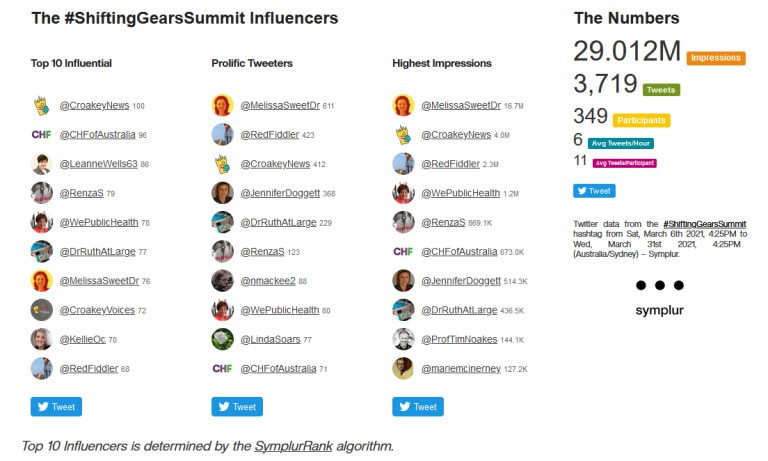 The #ShiftingGearsSummit Influencers
Top 10 Influential
@CroakeyNews 100
CHF @CHFofAustralia 96
@LeanneWells63 86
@RenzaS 79
@WePublicHealth 78
@DrRuthAtLarge 77
@MelissaSweetDr 76
@CroakeyVoices 72
@KellieOc 70
@RedFiddler 68
Tweet
Prolific Tweeters
@MelissaSweetDr 611
@RedFiddler 423
@CroakeyNews 412
@JenniferDoggett 368
@DrRuthAtLarge 229
@RenzaS 123
@nmackee2 88
@WePublicHealth 80
@LindaSoars 77
CHF @CHFofAustralia 71
Tweet
Highest Impressions
@MelissaSweetDr 16.7M
@CroakeyNews 4.0M
@RedFiddler 2.3M
@WePublicHealth 1.2M
@RenzaS 869.1K
CHF @CHFofAustralia 673.0K
@JenniferDoggett 514.3K
@DrRuthAtLarge 436.5K
@ProfTimNoakes 144.1K
@mariemcinerney 127.2K
Tweet
The Numbers
29.012M Impressions
3,719 Tweets
349 Participants
6 Avg Tweets/Hour
11 Avg Tweets/Participant
Tweet
Twitter data from the #ShiftingGearsSummit
hashtag from Sat, March 6th 2021, 4:25PM to
Wed, March 31st 2021, 4:25PM
(Australia/Sydney) – Symplur.
symplur
Top 10 Influencers is determined by the SymplurRank algorithm.